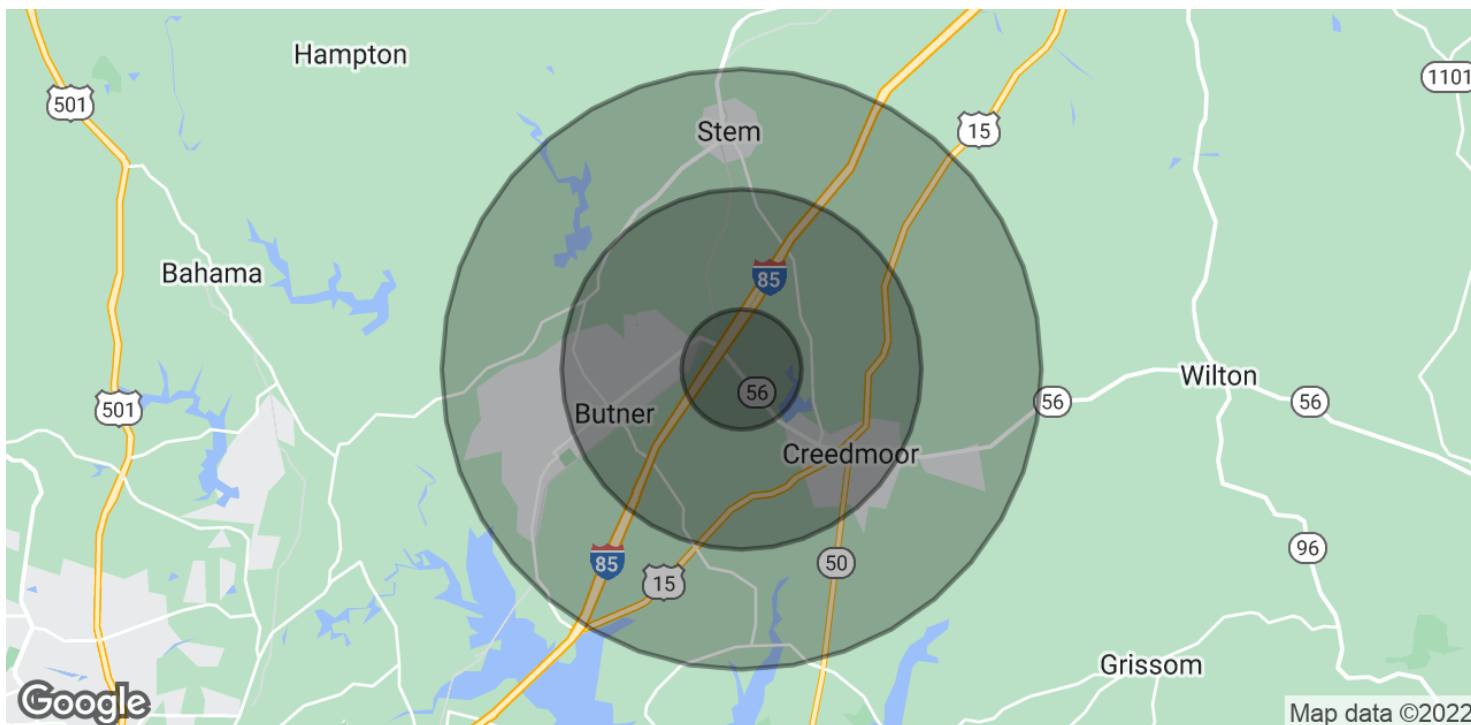 Hampton
501
1101
Stem
15
Bahama
85
Wilton
56
56
56
501
Butner
Creedmoor
96
85
50
15
Grissom
Google
Map data ©2022